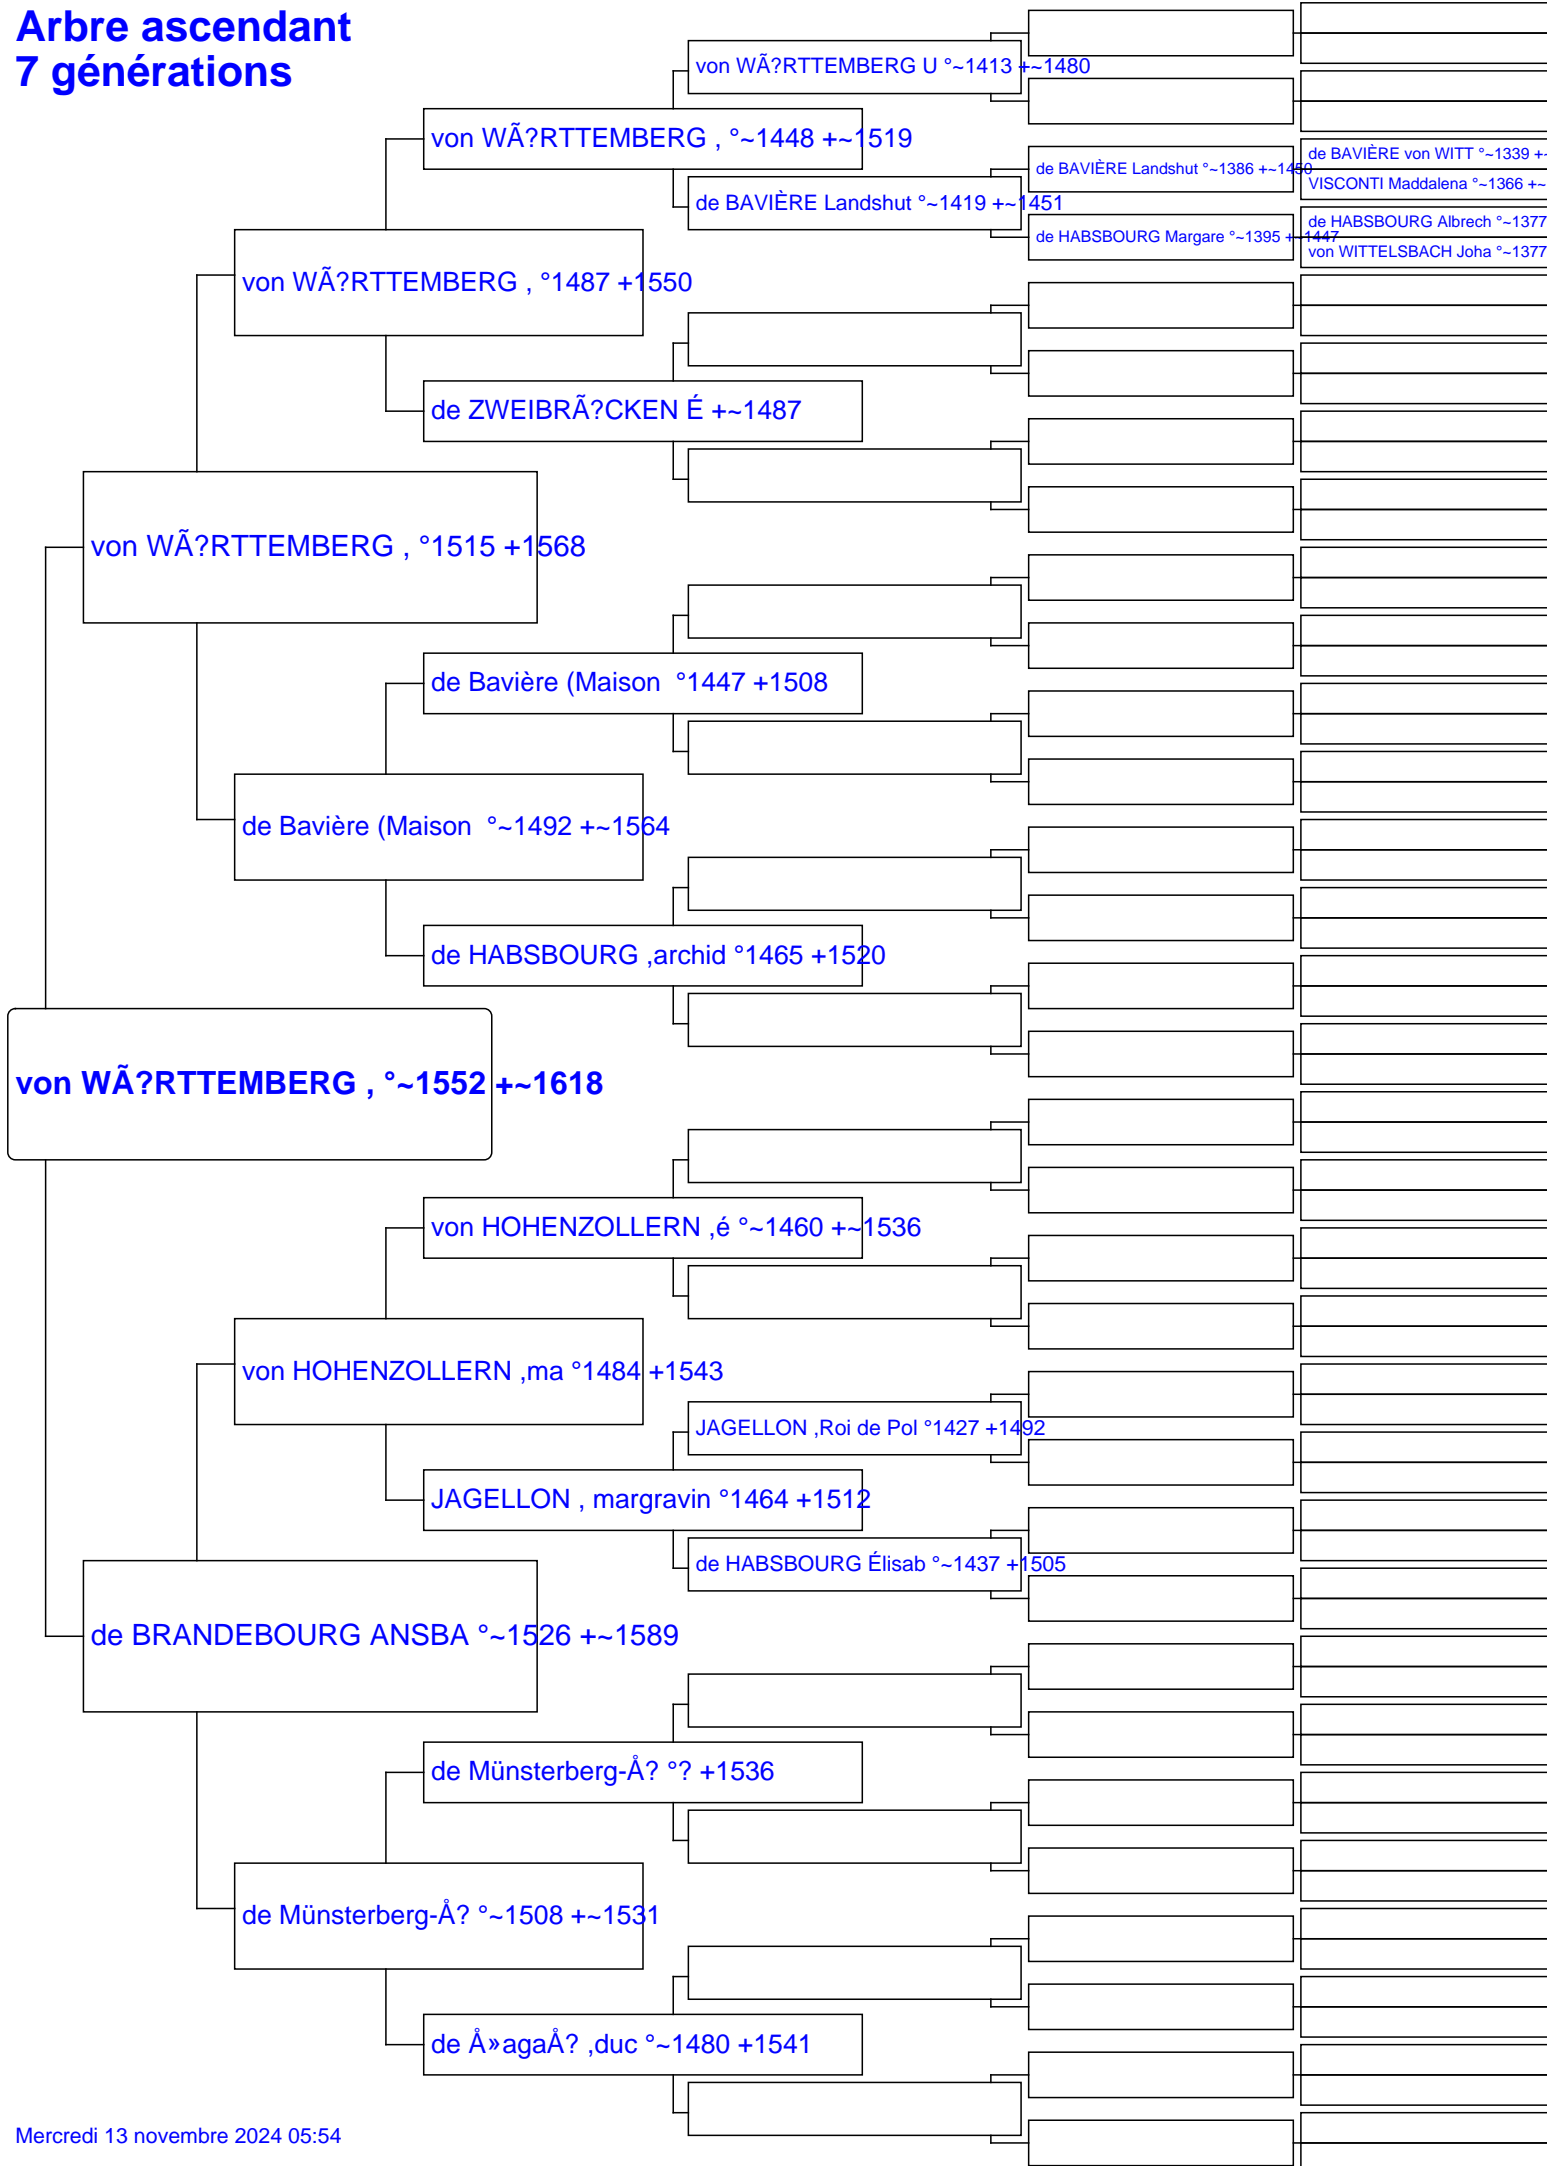 Arbre ascendant
7 générations
von WÃ?RTTEMBERG U °~1413 +~1480
von WÃ?RTTEMBERG , °~1448 +~1519
de BAVIÈRE von WITT °~1339 +~
de BAVIÈRE Landshut °~1386 +~1450
VISCONTI Maddalena °~1366 +~
de BAVIÈRE Landshut °~1419 +~1451
de HABSBOURG Albrech °~1377
de HABSBOURG Margare °~1395 +~1447
von WITTELSBACH Joha °~1377
von WÃ?RTTEMBERG , °1487 +1550
de ZWEIBRÃ?CKEN É +~1487
von WÃ?RTTEMBERG , °1515 +1568
de Bavière (Maison °1447 +1508
de Bavière (Maison °~1492 +~1564
de HABSBOURG ,archid °1465 +1520
von WÃ?RTTEMBERG , °~1552 +~1618
von HOHENZOLLERN ,é °~1460 +~1536
von HOHENZOLLERN ,ma °1484 +1543
JAGELLON ,Roi de Pol °1427 +1492
JAGELLON , margravin °1464 +1512
de HABSBOURG Élisab °~1437 +1505
de BRANDEBOURG ANSBA °~1526 +~1589
de Münsterberg-Å? °? +1536
de Münsterberg-Å? °~1508 +~1531
de Å»agaÅ? ,duc °~1480 +1541
Mercredi 13 novembre 2024 05:54